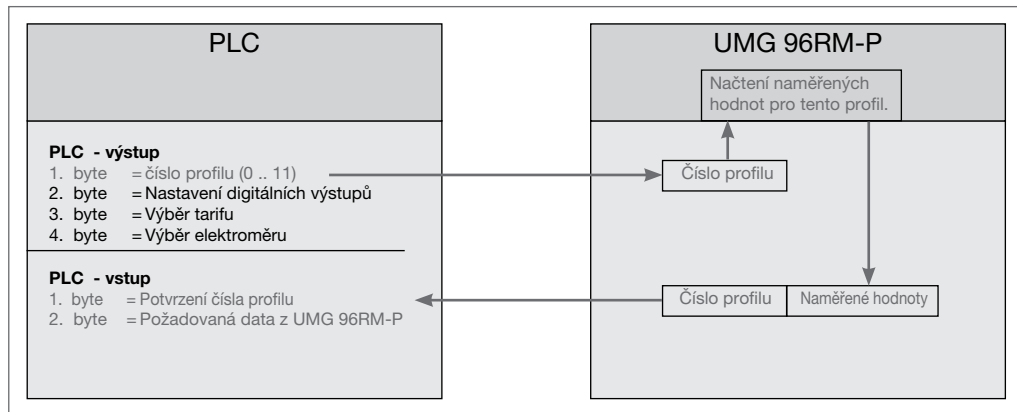 PLC
PLC - výstup
1. byte = číslo profilu (0 .. 11)
2. byte = Nastavení digitálních výstupů
3. byte = Výběr tarifu
4. byte = Výběr elektroměru
PLC - vstup
1. byte = Potvrzení čísla profilu
2. byte = Požadovaná data z UMG 96RM-P
UMG 96RM-P
Načtení naměřených
hodnot pro tento profil.
Číslo profilu
Číslo profilu Naměřené hodnoty